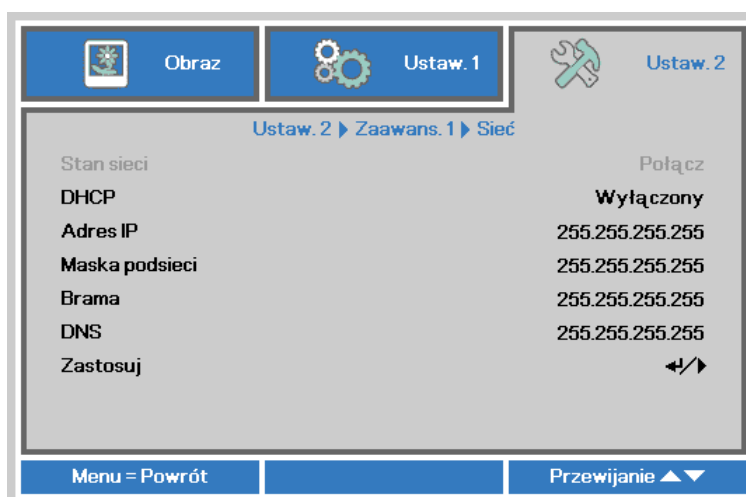 Obraz
Ustaw. 1
Ustaw. 2
Ustaw. 2 ▶ Zaawans. 1 ▶ Sieć
Stan sieci Połącz
DHCP Wyłączony
Adres IP 255.255.255.255
Maska podsieci 255.255.255.255
Brama 255.255.255.255
DNS 255.255.255.255
Zastosuj ↵/▶
Menu = Powrót
Przewijanie ▲▼